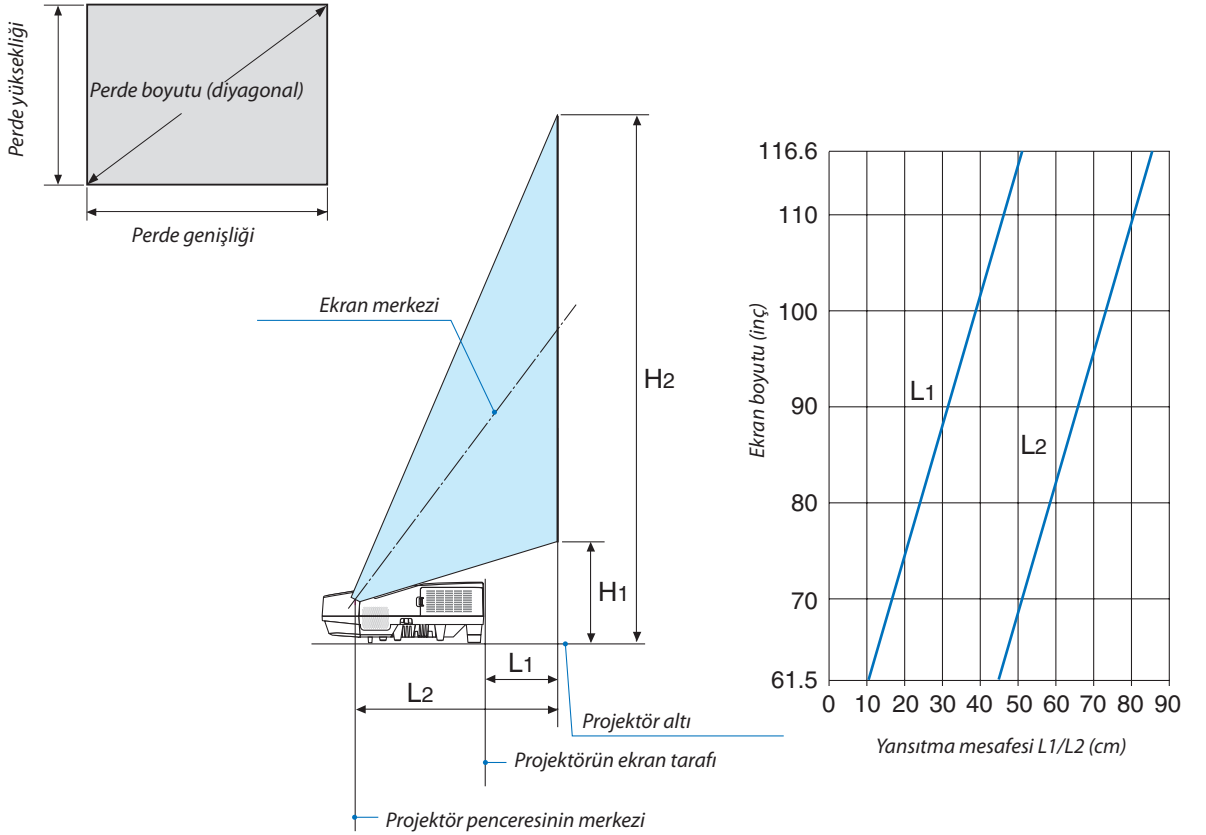 Perde yüksekliği
Perde boyutu (diyagonal)
Perde genişliği
Ekran merkezi
H2
H1
L1
L2
Projektör altı
Projektörün ekran tarafı
Projektör penceresinin merkezi
Ekran boyutu (inç)
116.6
110
100
90
80
70
61.5
L1
L2
0 10 20 30 40 50 60 70 80 90
Yansıtma mesafesi L1/L2 (cm)